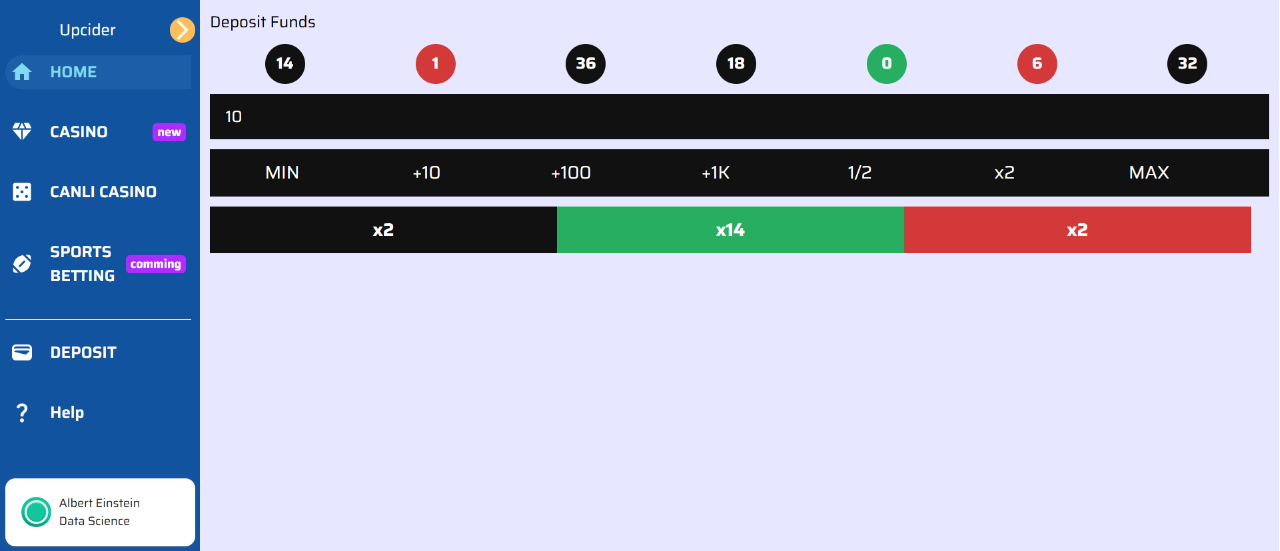 Upcider
HOME
CASINO new
CANLI CASINO
SPORTS
BETTING comming
DEPOSIT
Help
Albert Einstein
Data Science
Deposit Funds
14 1 36 18 0 6 32
10
MIN +10 +100 +1K 1/2 x2 MAX
x2 x14 x2